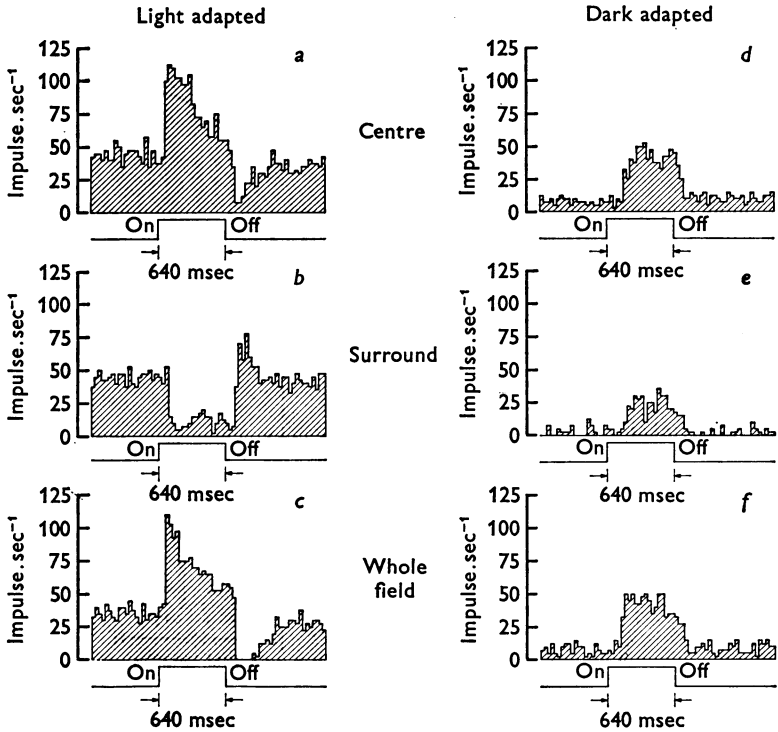 Light adapted
Dark adapted
a
125
100
75
50
25
0
Impulse.sec⁻¹
On
Off
640 msec
Centre
d
125
100
75
50
25
0
Impulse.sec⁻¹
On
Off
640 msec
b
125
100
75
50
25
0
Impulse.sec⁻¹
On
Off
640 msec
Surround
e
125
100
75
50
25
0
Impulse.sec⁻¹
On
Off
640 msec
c
125
100
75
50
25
0
Impulse.sec⁻¹
On
Off
640 msec
Whole
field
f
125
100
75
50
25
0
Impulse.sec⁻¹
On
Off
640 msec